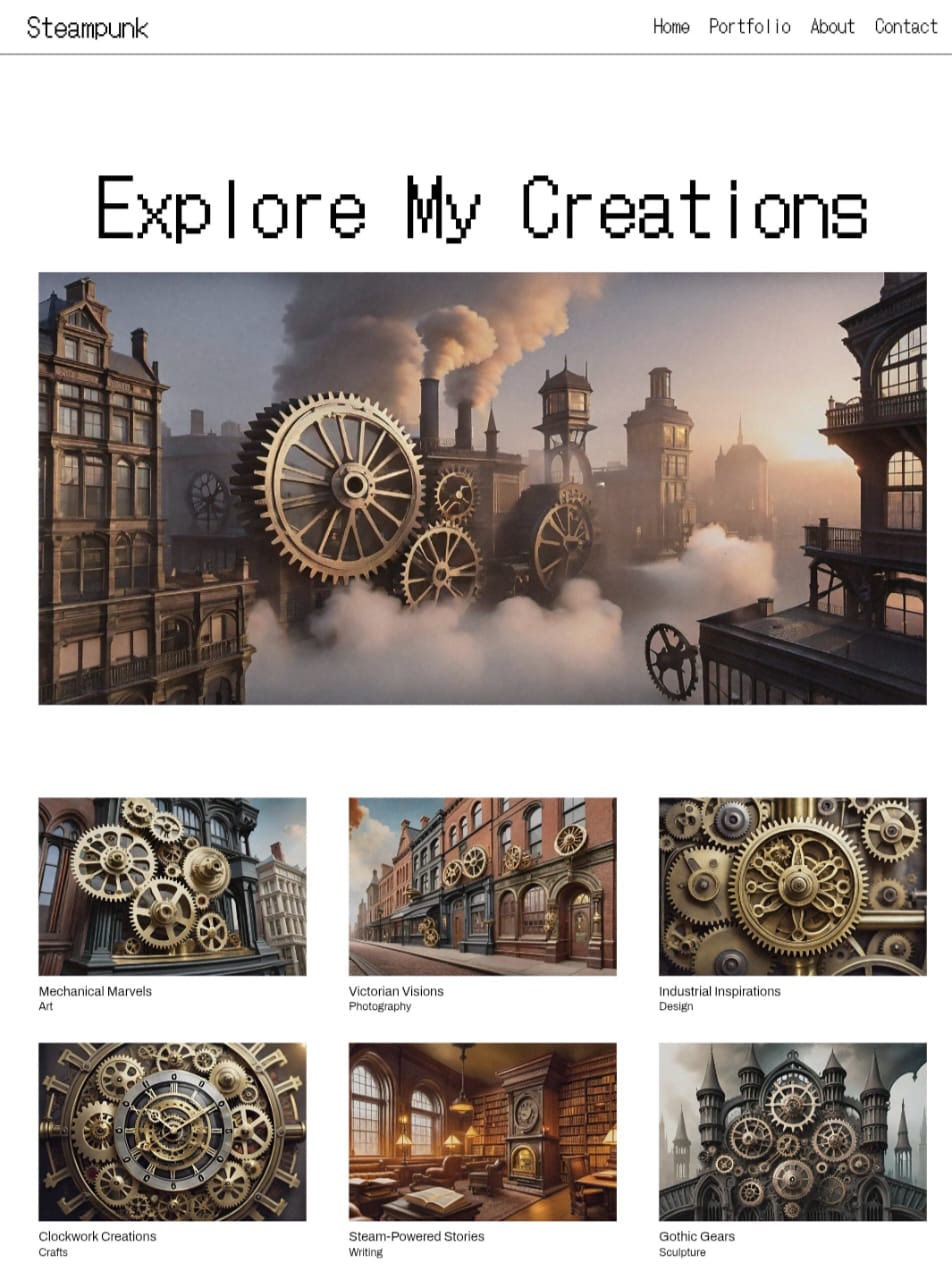 Steampunk
Home Portfolio About Contact
Explore My Creations
Mechanical Marvels
Art
Victorian Visions
Photography
Industrial Inspirations
Design
Clockwork Creations
Crafts
Steam-Powered Stories
Writing
Gothic Gears
Sculpture